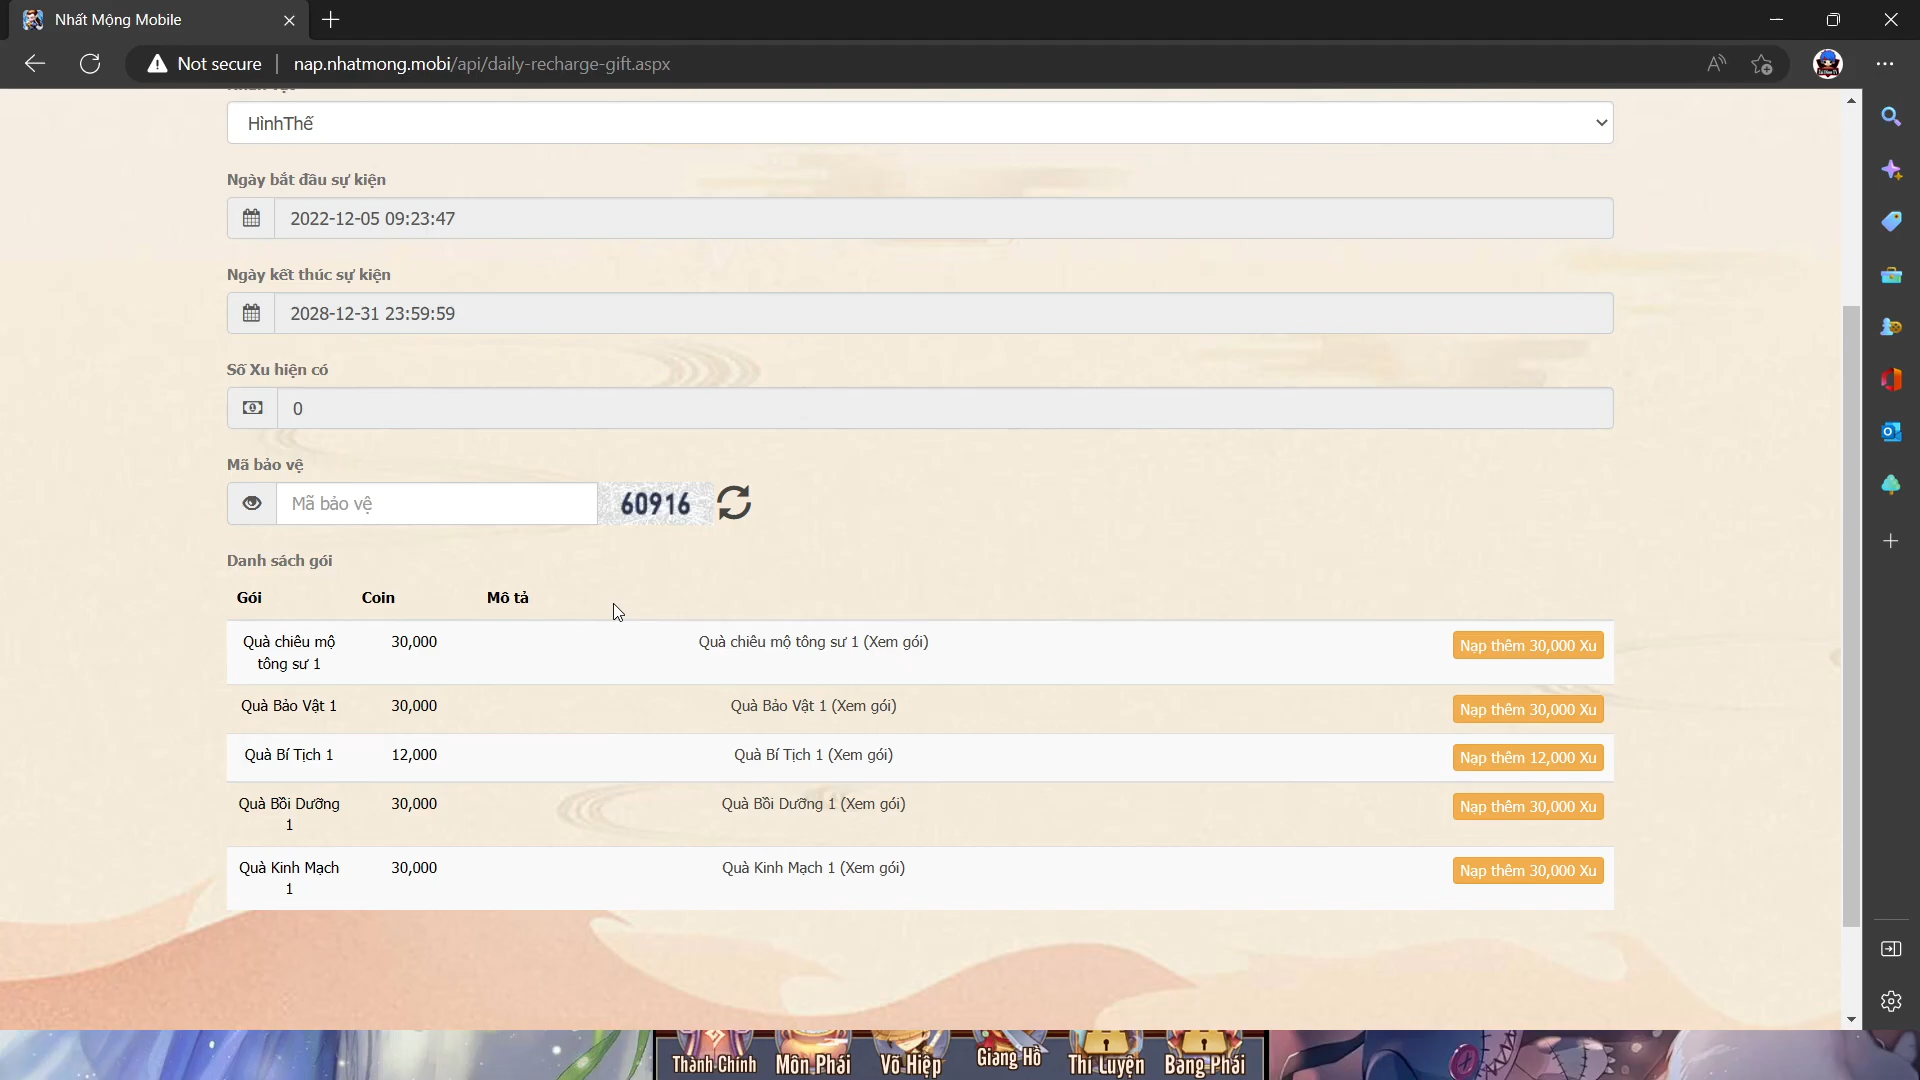 Nhất Mộng Mobile
Not secure
nap.nhatmong.mobi/api/daily-recharge-gift.aspx
HìnhThế
Ngày bắt đầu sự kiện
2022-12-05 09:23:47
Ngày kết thúc sự kiện
2028-12-31 23:59:59
Số Xu hiện có
0
Mã bảo vệ
Mã bảo vệ 60916
Danh sách gói
Gói Coin Mô tả
Quà chiêu mộ 30,000 Quà chiêu mộ tông sư 1 (Xem gói) Nạp thêm 30,000 Xu
tông sư 1
Quà Bảo Vật 1 30,000 Quà Bảo Vật 1 (Xem gói) Nạp thêm 30,000 Xu
Quà Bí Tịch 1 12,000 Quà Bí Tịch 1 (Xem gói) Nạp thêm 12,000 Xu
Quà Bồi Dưỡng 30,000 Quà Bồi Dưỡng 1 (Xem gói) Nạp thêm 30,000 Xu
1
Quà Kinh Mạch 30,000 Quà Kinh Mạch 1 (Xem gói) Nạp thêm 30,000 Xu
1
Thành Chính Môn Phái Võ Hiệp Giang Hồ Thí Luyện Bang Phái